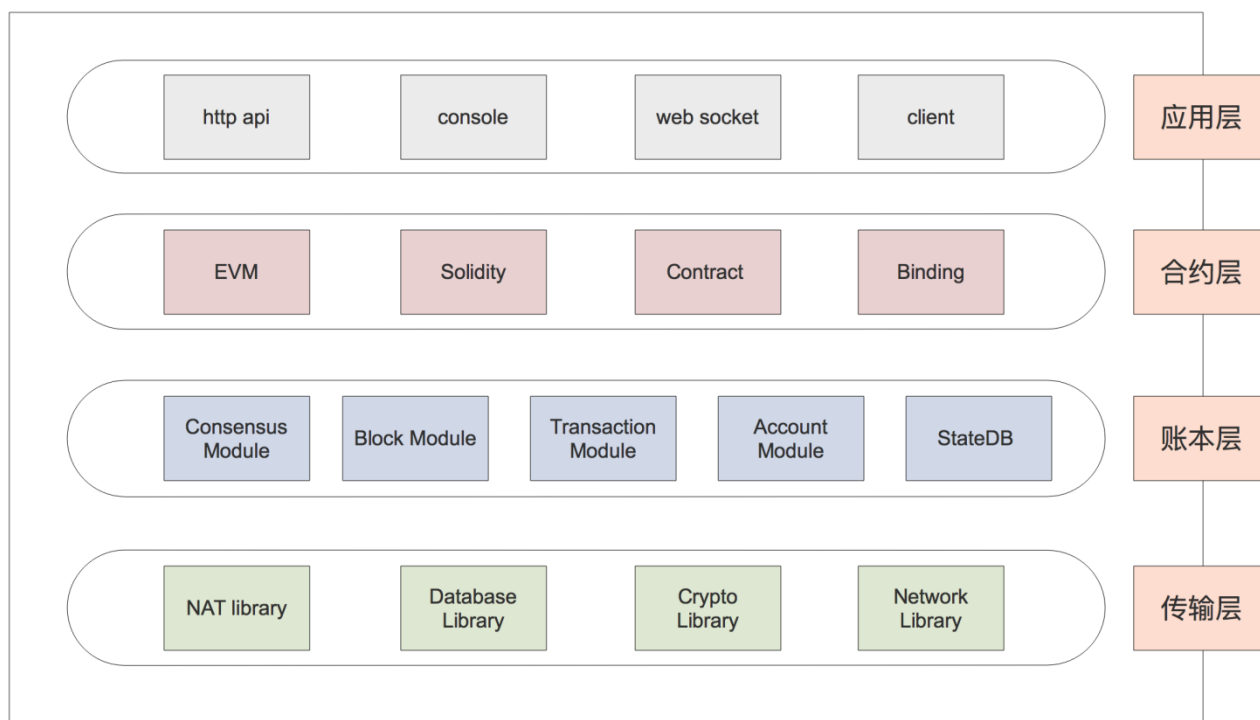 http api
console
web socket
client
应用层
EVM
Solidity
Contract
Binding
合约层
Consensus
Module
Block Module
Transaction
Module
Account
Module
StateDB
账本层
NAT library
Database
Library
Crypto
Library
Network
Library
传输层